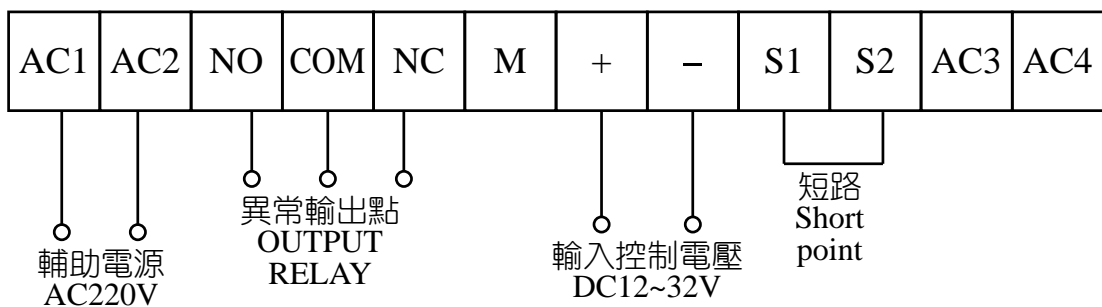 AC1 AC2 NO COM NC M + − S1 S2 AC3 AC4
輔助電源
AC220V
異常輸出點
OUTPUT
RELAY
輸入控制電壓
DC12~32V
短路
Short
point